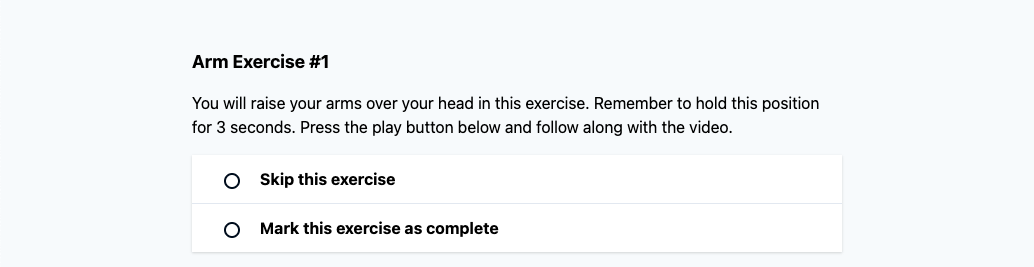 Arm Exercise #1
You will raise your arms over your head in this exercise. Remember to hold this position
for 3 seconds. Press the play button below and follow along with the video.
Skip this exercise
Mark this exercise as complete